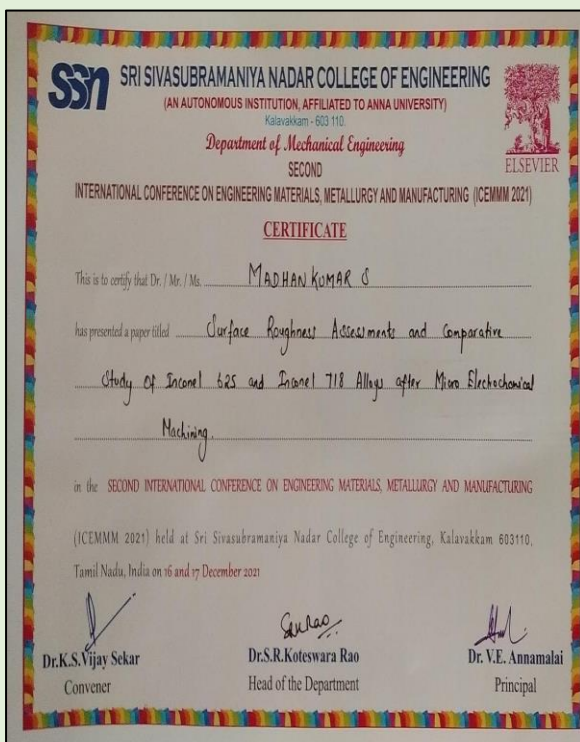 ssn
SRI SIVASUBRAMANIYA NADAR COLLEGE OF ENGINEERING
(AN AUTONOMOUS INSTITUTION, AFFILIATED TO ANNA UNIVERSITY)
Kalavakkam - 603 110.
Department of Mechanical Engineering
ELSEVIER
SECOND
INTERNATIONAL CONFERENCE ON ENGINEERING MATERIALS, METALLURGY AND MANUFACTURING (ICEMMM 2021)
CERTIFICATE
This is to certify that Dr. / Mr. / Ms. MADHAN KUMAR S
has presented a paper titled Surface Roughness Assessments and Comparative
Study Of Inconel 625 and Inconel 718 Alloys after Micro Elechochemical
Machining.
in the SECOND INTERNATIONAL CONFERENCE ON ENGINEERING MATERIALS, METALLURGY AND MANUFACTURING
(ICEMMM 2021) held at Sri Sivasubramaniya Nadar College of Engineering, Kalavakkam 603110,
Tamil Nadu, India on 16 and 17 December 2021
Dr.K.S.Vijay Sekar
Convener
Dr.S.R.Koteswara Rao
Head of the Department
Dr. V.E. Annamalai
Principal